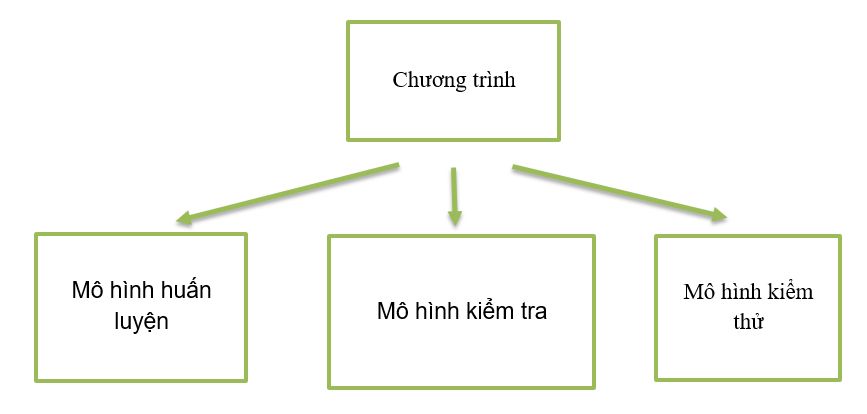 Chương trình
Mô hình huấn
luyện
Mô hình kiểm tra
Mô hình kiểm
thử